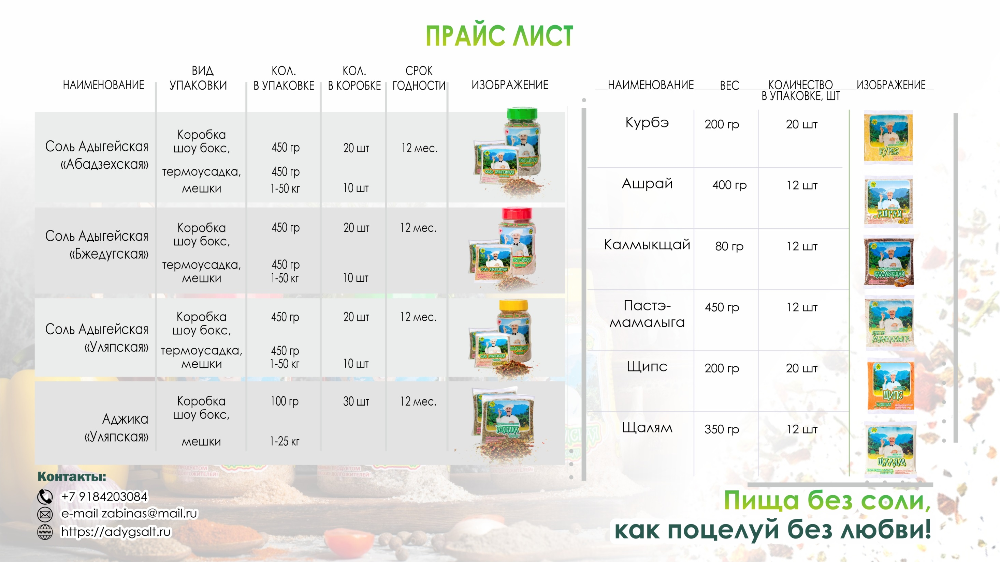 ПРАЙС ЛИСТ
НАИМЕНОВАНИЕ
ВИД
УПАКОВКИ
КОЛ.
В УПАКОВКЕ
КОЛ.
В КОРОБКЕ
СРОК
ГОДНОСТИ
ИЗОБРАЖЕНИЕ
Соль Адыгейская
«Абадзехская»
Коробка
шоу бокс,
термоусадка,
мешки
450 гр
450 гр
1-50 кг
20 шт
10 шт
12 мес.
СОЛЬ АДЫГЕЙСКАЯ
Соль Адыгейская
«Бжедугская»
Коробка
шоу бокс,
термоусадка,
мешки
450 гр
450 гр
1-50 кг
20 шт
10 шт
12 мес.
СОЛЬ АДЫГЕЙСКАЯ
Соль Адыгейская
«Уляпская»
Коробка
шоу бокс,
термоусадка,
мешки
450 гр
450 гр
1-50 кг
20 шт
10 шт
12 мес.
СОЛЬ АДЫГЕЙСКАЯ
Аджика
«Уляпская»
Коробка
шоу бокс,
мешки
100 гр
1-25 кг
30 шт
12 мес.
АДЖИКА
НАИМЕНОВАНИЕ
ВЕС
КОЛИЧЕСТВО
В УПАКОВКЕ, ШТ
ИЗОБРАЖЕНИЕ
Курбэ
200 гр
20 шт
КУРБЭ
Ашрай
400 гр
12 шт
"АШРАЙ"
Калмыкщай
80 гр
12 шт
ЧАЙНЫЙ НАПИТОК
КАЛМЫКЩАЙ
Пастэ-
мамалыга
450 гр
12 шт
ПАСТЭ
МАМАЛЫГА
Щипс
200 гр
20 шт
ЩИПС
Щалям
350 гр
12 шт
ЩАЛЯМ
ПРОДУКТОМ
ДОЛГОЖИТЕЛЕЙ!
ПРОДУКТОМ
ДОЛГОЖИТЕЛЕЙ!
Контакты:
+7 9184203084
e-mail zabinas@mail.ru
www
https://adygsalt.ru
Пища без соли,
как поцелуй без любви!